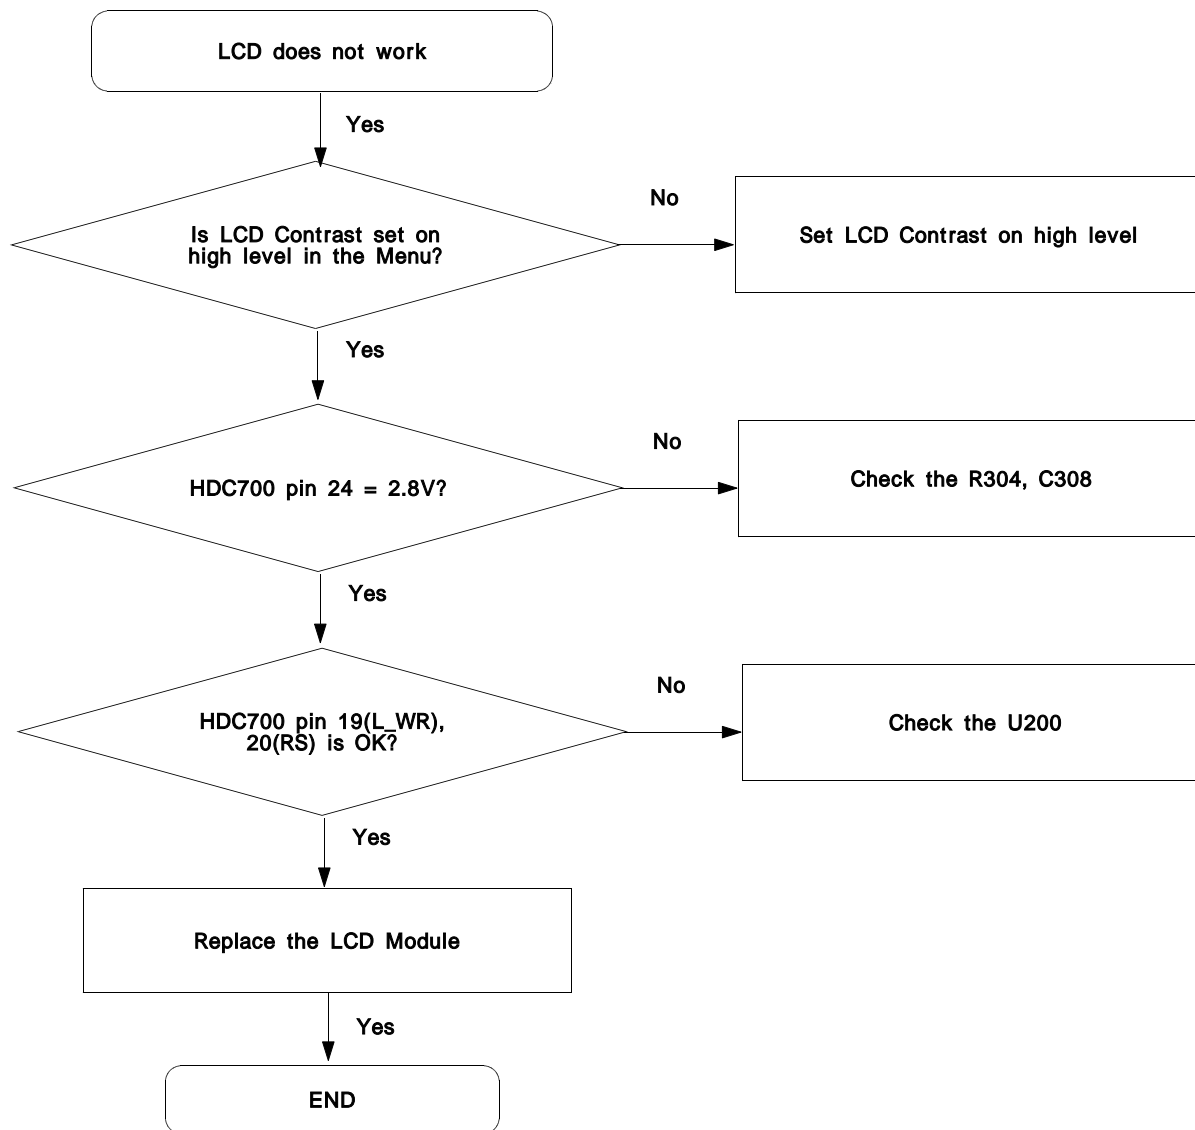 LCD does not work
Yes
Is LCD Contrast set on
high level in the Menu?
No
Set LCD Contrast on high level
Yes
HDC700 pin 24 = 2.8V?
No
Check the R304, C308
Yes
HDC700 pin 19(L_WR),
20(RS) is OK?
No
Check the U200
Yes
Replace the LCD Module
Yes
END